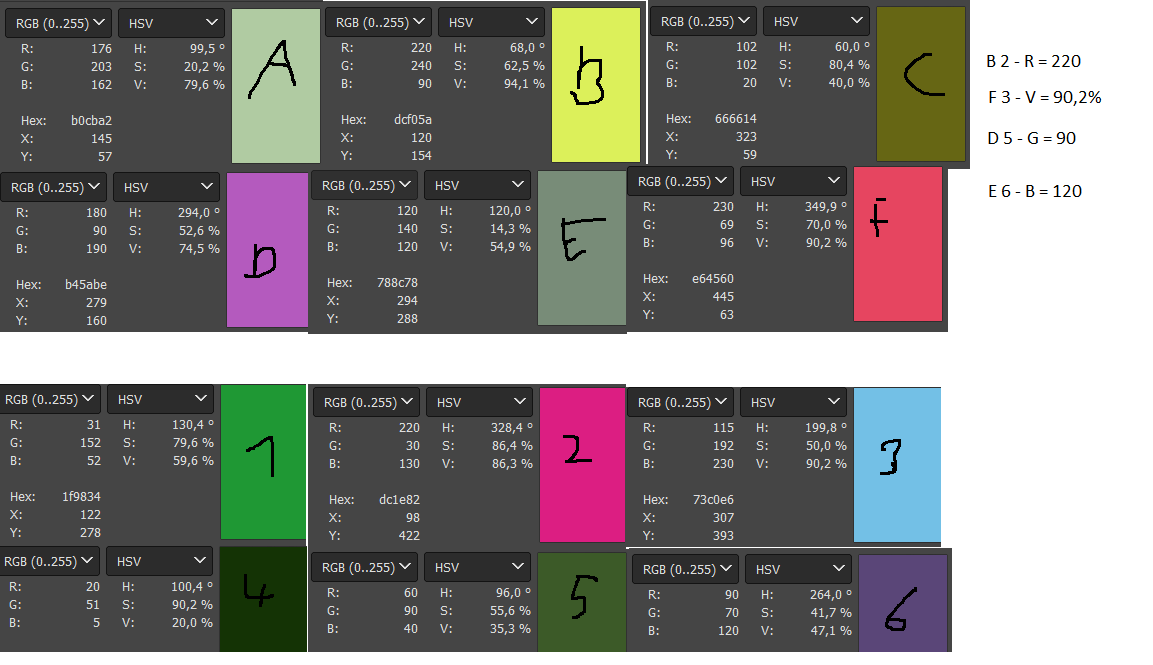 RGB (0..255) HSV
R: 176 H: 99,5 º
G: 203 S: 20,2 %
B: 162 V: 79,6 %
Hex: b0cba2
X: 145
Y: 57
A
RGB (0..255) HSV
R: 220 H: 68,0 º
G: 240 S: 62,5 %
B: 90 V: 94,1 %
Hex: dcf05a
X: 120
Y: 154
B
RGB (0..255) HSV
R: 102 H: 60,0 º
G: 102 S: 80,4 %
B: 20 V: 40,0 %
Hex: 666614
X: 323
Y: 59
C
B 2 - R = 220
F 3 - V = 90,2%
D 5 - G = 90
E 6 - B = 120
RGB (0..255) HSV
R: 180 H: 294,0 º
G: 90 S: 52,6 %
B: 190 V: 74,5 %
Hex: b45abe
X: 279
Y: 160
D
RGB (0..255) HSV
R: 120 H: 120,0 º
G: 140 S: 14,3 %
B: 120 V: 54,9 %
Hex: 788c78
X: 294
Y: 288
E
RGB (0..255) HSV
R: 230 H: 349,9 º
G: 69 S: 70,0 %
B: 96 V: 90,2 %
Hex: e64560
X: 445
Y: 63
F
RGB (0..255) HSV
R: 31 H: 130,4 º
G: 152 S: 79,6 %
B: 52 V: 59,6 %
Hex: 1f9834
X: 122
Y: 278
1
RGB (0..255) HSV
R: 220 H: 328,4 º
G: 30 S: 86,4 %
B: 130 V: 86,3 %
Hex: dc1e82
X: 98
Y: 422
2
RGB (0..255) HSV
R: 115 H: 199,8 º
G: 192 S: 50,0 %
B: 230 V: 90,2 %
Hex: 73c0e6
X: 307
Y: 393
3
RGB (0..255) HSV
R: 20 H: 100,4 º
G: 51 S: 90,2 %
B: 5 V: 20,0 %
4
RGB (0..255) HSV
R: 60 H: 96,0 º
G: 90 S: 55,6 %
B: 40 V: 35,3 %
5
RGB (0..255) HSV
R: 90 H: 264,0 º
G: 70 S: 41,7 %
B: 120 V: 47,1 %
6